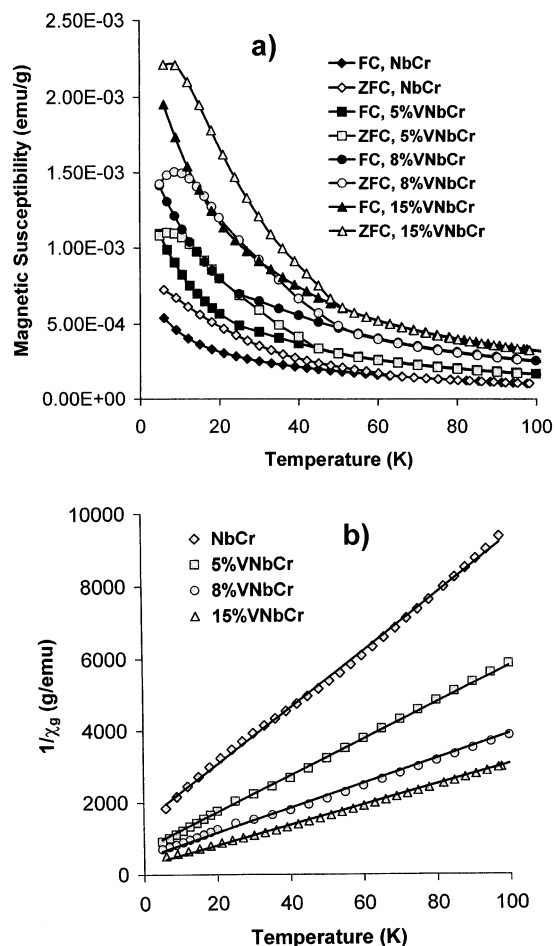 a)
2.50E-03
2.00E-03
1.50E-03
1.00E-03
5.00E-04
0.00E+00
Magnetic Susceptibility (emu/g)
FC, NbCr
ZFC, NbCr
FC, 5%VNbCr
ZFC, 5%VNbCr
FC, 8%VNbCr
ZFC, 8%VNbCr
FC, 15%VNbCr
ZFC, 15%VNbCr
0 20 40 60 80 100
Temperature (K)
b)
10000
8000
6000
4000
2000
0
1/χg (g/emu)
NbCr
5%VNbCr
8%VNbCr
15%VNbCr
0 20 40 60 80 100
Temperature (K)